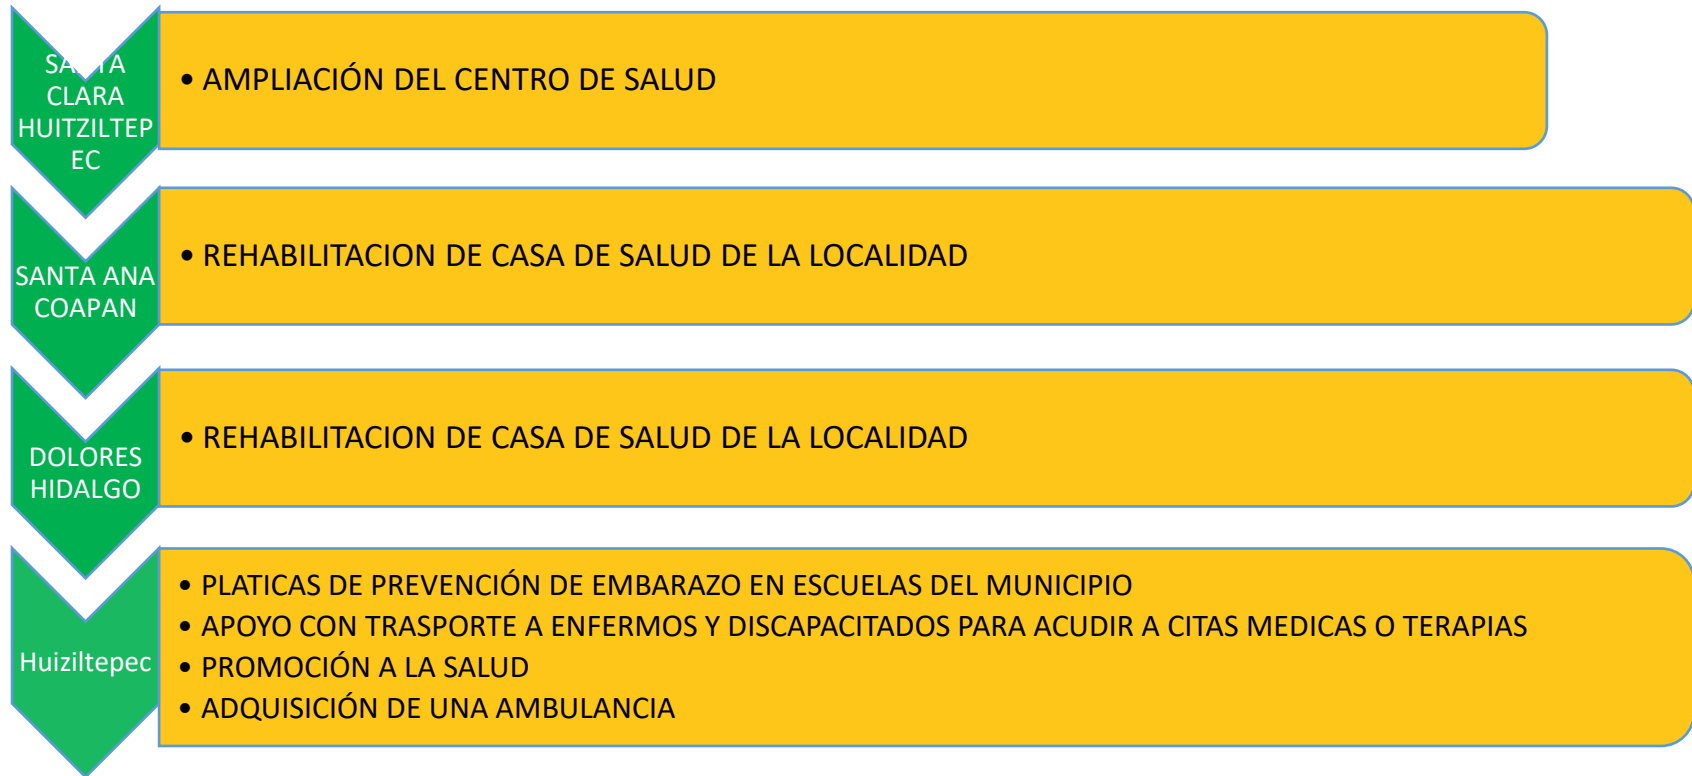 SANTA
CLARA
HUITZILTEP
EC
• AMPLIACIÓN DEL CENTRO DE SALUD
SANTA ANA
COAPAN
• REHABILITACION DE CASA DE SALUD DE LA LOCALIDAD
DOLORES
HIDALGO
• REHABILITACION DE CASA DE SALUD DE LA LOCALIDAD
Huiziltepec
• PLATICAS DE PREVENCIÓN DE EMBARAZO EN ESCUELAS DEL MUNICIPIO
• APOYO CON TRASPORTE A ENFERMOS Y DISCAPACITADOS PARA ACUDIR A CITAS MEDICAS O TERAPIAS
• PROMOCIÓN A LA SALUD
• ADQUISICIÓN DE UNA AMBULANCIA